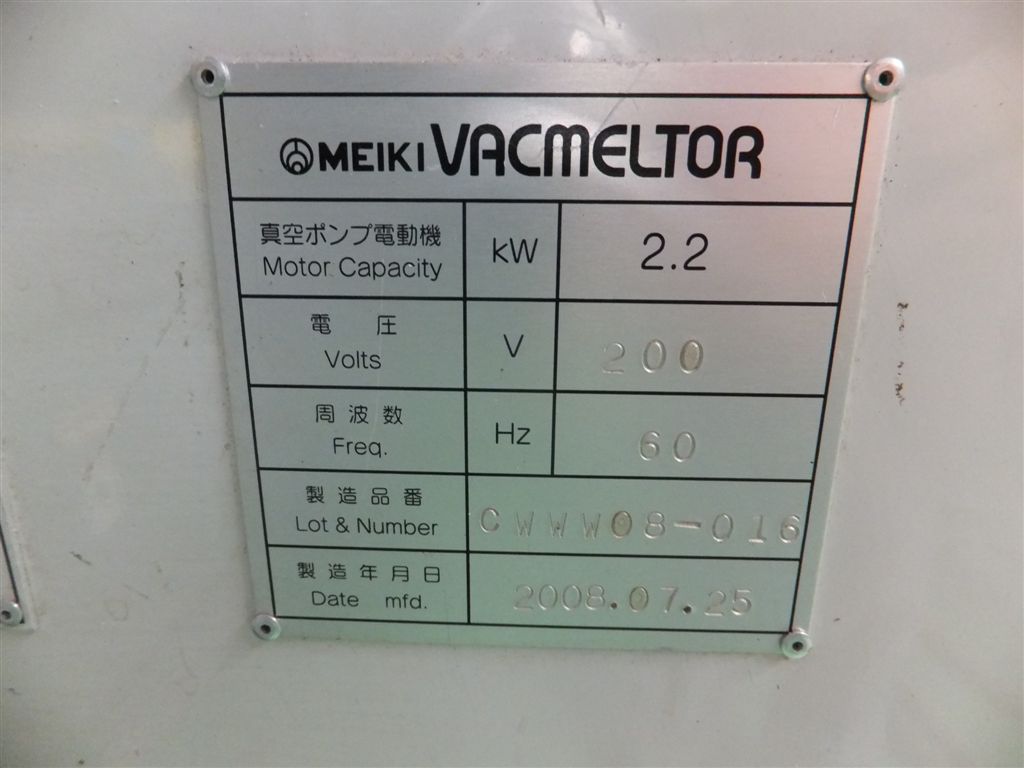 MEIKI VACMELTOR
真空ポンプ電動機 kW 2.2
Motor Capacity
電圧 V 200
Volts
周波数 Hz 60
Freq.
製造品番 CWWW08-016
Lot & Number
製造年月日 2008.07.25
Date mfd.